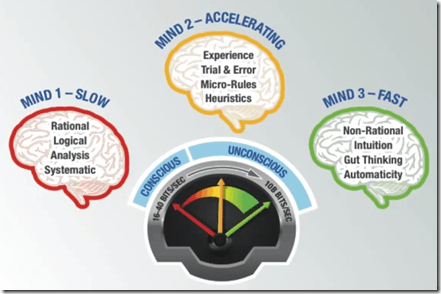 MIND 1 – SLOW
Rational
Logical
Analysis
Systematic
MIND 2 – ACCELERATING
Experience
Trial & Error
Micro-Rules
Heuristics
MIND 3 – FAST
Non-Rational
Intuition
Gut Thinking
Automaticity
CONSCIOUS
UNCONSCIOUS
16-40 BITS/SEC
10B BITS/SEC